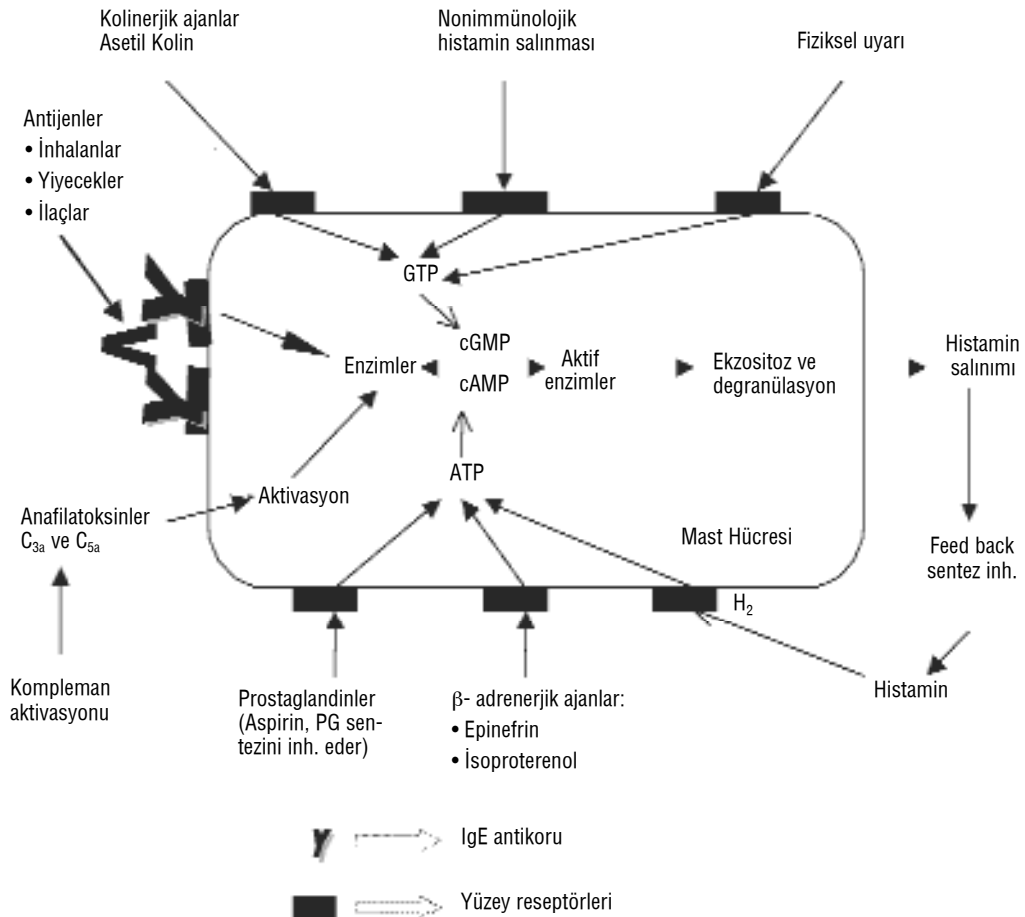 Kolinerjik ajanlar
Asetil Kolin
Nonimmünolojik
histamin salınması
Fiziksel uyarı
Antijenler
• İnhalanlar
• Yiyecekler
• İlaçlar
GTP
cGMP
cAMP
Enzimler
Aktif
enzimler
Ekzositoz ve
degranülasyon
Histamin
salınımı
ATP
Aktivasyon
Anafilatoksinler
C3a ve C5a
Mast Hücresi
Feed back
sentez inh.
H2
Histamin
Kompleman
aktivasyonu
Prostaglandinler
(Aspirin, PG sen-
tezini inh. eder)
β- adrenerjik ajanlar:
• Epinefrin
• İsoproterenol
IgE antikoru
Yüzey reseptörleri